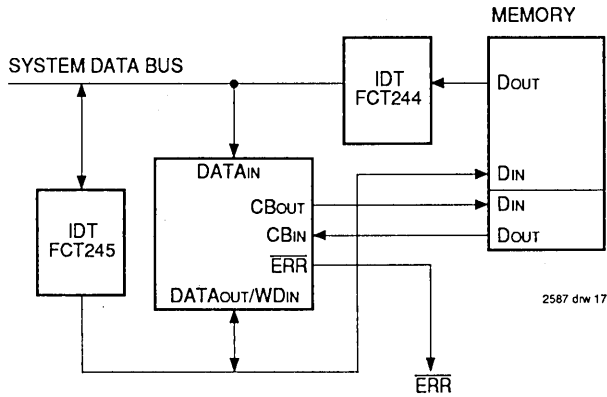 MEMORY
SYSTEM DATA BUS
IDT
FCT244
DOUT
DATAIN
DIN
CBOUT
DIN
IDT
FCT245
CBIN
DOUT
ERR
DATAOUT/WDIN
2587 drw 17
ERR